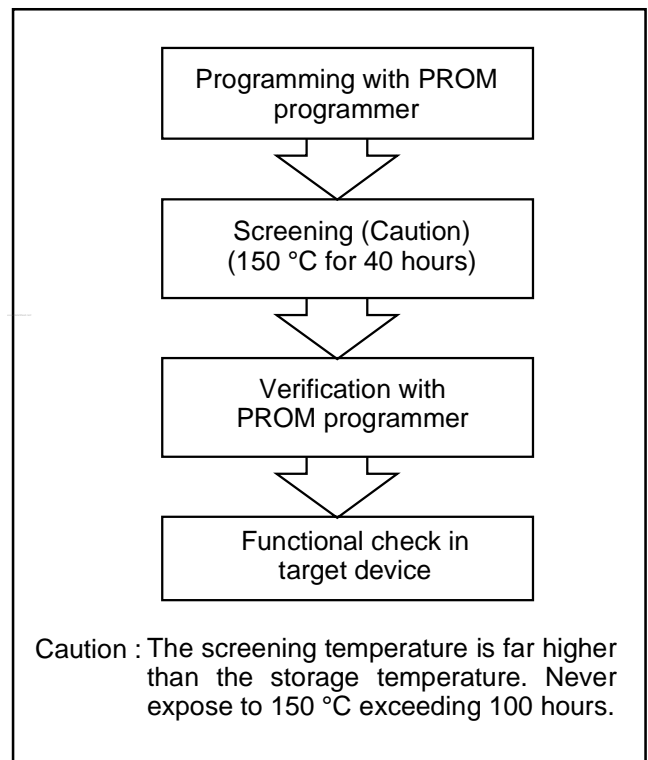 Programming with PROM
programmer
Screening (Caution)
(150 °C for 40 hours)
Verification with
PROM programmer
Functional check in
target device
Caution : The screening temperature is far higher
than the storage temperature. Never
expose to 150 °C exceeding 100 hours.